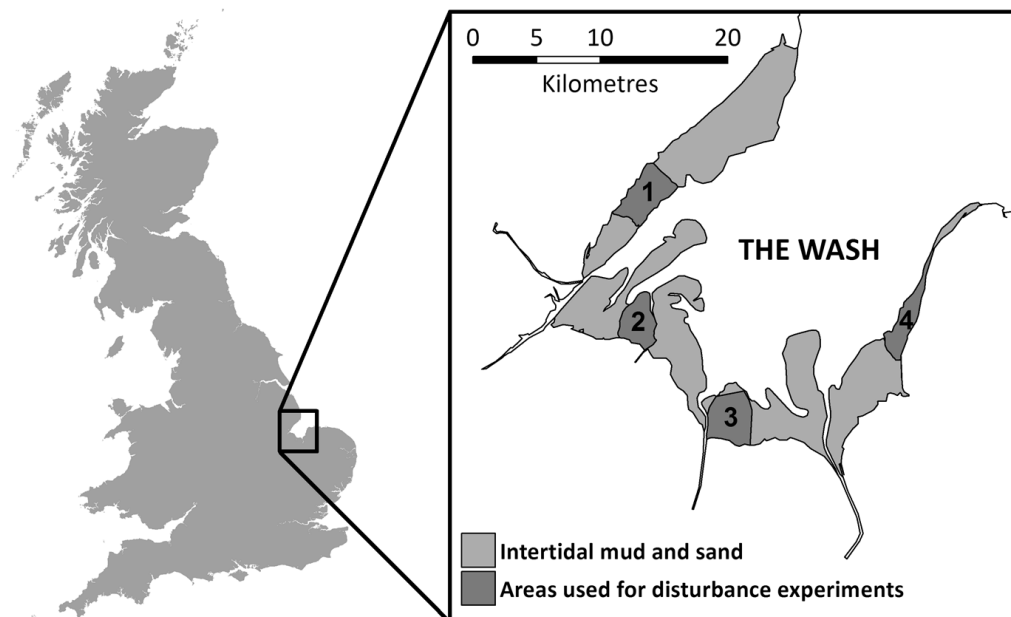 0 5 10 20
Kilometres
1
THE WASH
2
4
3
Intertidal mud and sand
Areas used for disturbance experiments